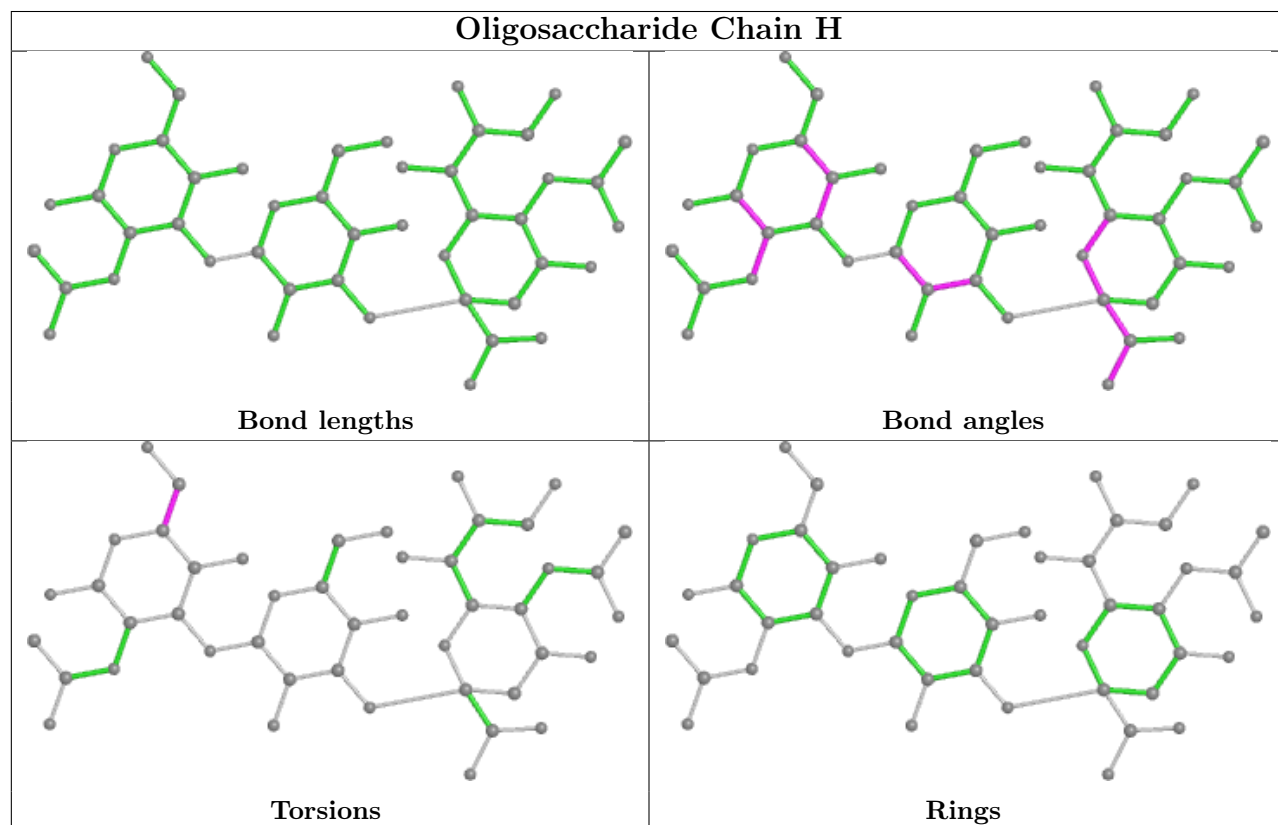 Oligosaccharide Chain H
Bond lengths
Bond angles
Torsions
Rings